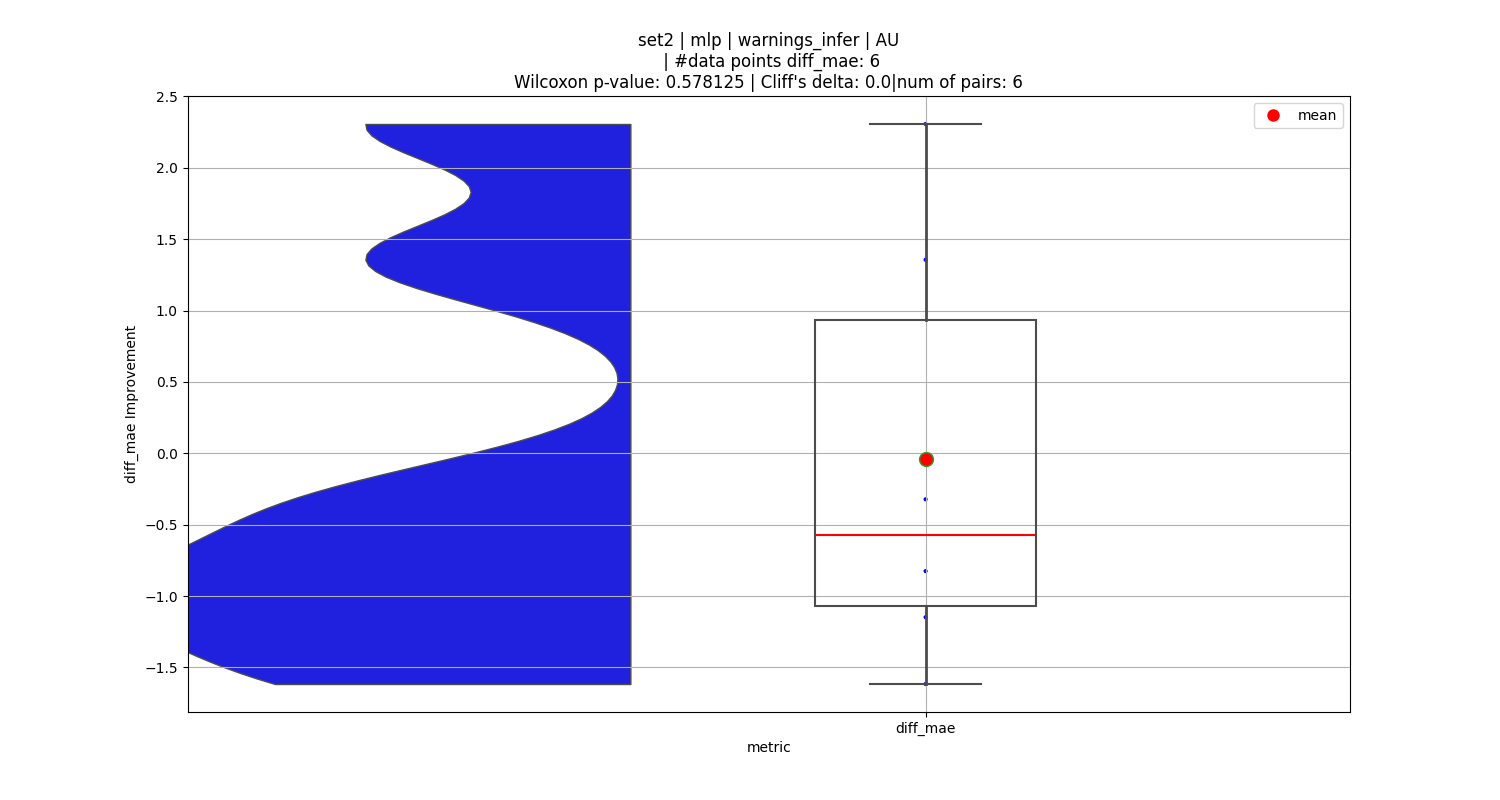 set2 | mlp | warnings_infer | AU
| #data points diff_mae: 6
Wilcoxon p-value: 0.578125 | Cliff's delta: 0.0|num of pairs: 6
mean
2.5
2.0
1.5
1.0
0.5
0.0
−0.5
−1.0
−1.5
diff_mae Improvement
diff_mae
metric